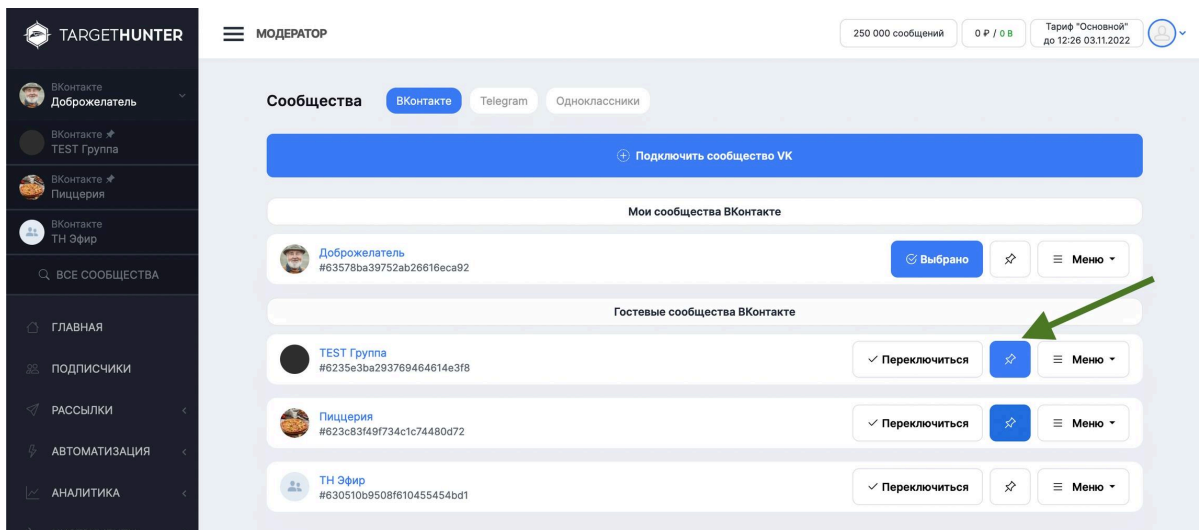 TARGETHUNTER
МОДЕРАТОР
250 000 сообщений
0 ₽ / 0 B
Тариф "Основной"
до 12:26 03.11.2022
ВКонтакте
Доброжелатель
ВКонтакте
TEST Группа
ВКонтакте
Пиццерия
ВКонтакте
TH Эфир
ВСЕ СООБЩЕСТВА
ГЛАВНАЯ
ПОДПИСЧИКИ
РАССЫЛКИ
АВТОМАТИЗАЦИЯ
АНАЛИТИКА
Сообщества
ВКонтакте
Telegram
Одноклассники
Подключить сообщество VK
Мои сообщества ВКонтакте
Доброжелатель
#63578ba39752ab26616eca92
Выбрано
Меню
Гостевые сообщества ВКонтакте
TEST Группа
#6235e3ba293769464614e3f8
Переключиться
Меню
Пиццерия
#623c83f49f734c1c74480d72
Переключиться
Меню
TH Эфир
#630510b9508f610455454bd1
Переключиться
Меню